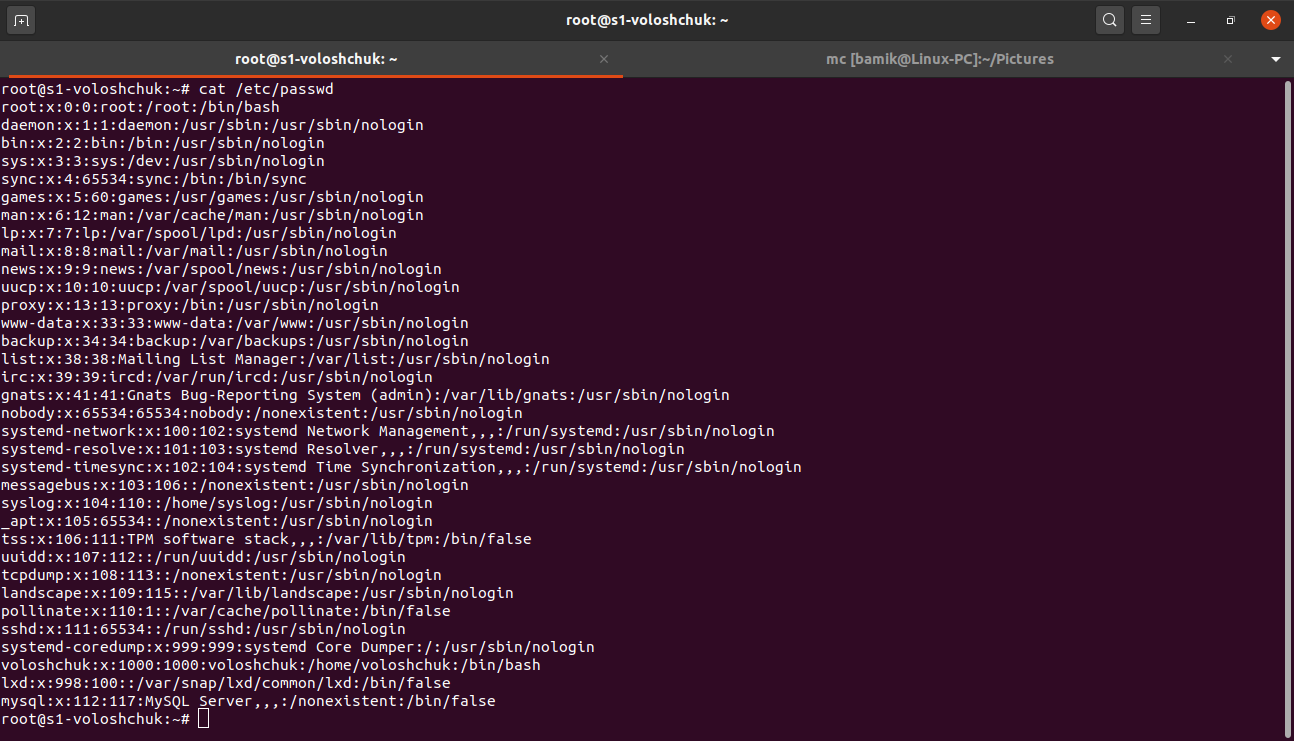 root@s1-voloshchuk: ~
root@s1-voloshchuk: ~
mc [bamik@Linux-PC]:~/Pictures
root@s1-voloshchuk:~# cat /etc/passwd
root:x:0:0:root:/root:/bin/bash
daemon:x:1:1:daemon:/usr/sbin:/usr/sbin/nologin
bin:x:2:2:bin:/bin:/usr/sbin/nologin
sys:x:3:3:sys:/dev:/usr/sbin/nologin
sync:x:4:65534:sync:/bin:/bin/sync
games:x:5:60:games:/usr/games:/usr/sbin/nologin
man:x:6:12:man:/var/cache/man:/usr/sbin/nologin
lp:x:7:7:lp:/var/spool/lpd:/usr/sbin/nologin
mail:x:8:8:mail:/var/mail:/usr/sbin/nologin
news:x:9:9:news:/var/spool/news:/usr/sbin/nologin
uucp:x:10:10:uucp:/var/spool/uucp:/usr/sbin/nologin
proxy:x:13:13:proxy:/bin:/usr/sbin/nologin
www-data:x:33:33:www-data:/var/www:/usr/sbin/nologin
backup:x:34:34:backup:/var/backups:/usr/sbin/nologin
list:x:38:38:Mailing List Manager:/var/list:/usr/sbin/nologin
irc:x:39:39:ircd:/var/run/ircd:/usr/sbin/nologin
gnats:x:41:41:Gnats Bug-Reporting System (admin):/var/lib/gnats:/usr/sbin/nologin
nobody:x:65534:65534:nobody:/nonexistent:/usr/sbin/nologin
systemd-network:x:100:102:systemd Network Management,,,:/run/systemd:/usr/sbin/nologin
systemd-resolve:x:101:103:systemd Resolver,,,:/run/systemd:/usr/sbin/nologin
systemd-timesync:x:102:104:systemd Time Synchronization,,,:/run/systemd:/usr/sbin/nologin
messagebus:x:103:106::/nonexistent:/usr/sbin/nologin
syslog:x:104:110::/home/syslog:/usr/sbin/nologin
_apt:x:105:65534::/nonexistent:/usr/sbin/nologin
tss:x:106:111:TPM software stack,,,:/var/lib/tpm:/bin/false
uuidd:x:107:112::/run/uuidd:/usr/sbin/nologin
tcpdump:x:108:113::/nonexistent:/usr/sbin/nologin
landscape:x:109:115::/var/lib/landscape:/usr/sbin/nologin
pollinate:x:110:1::/var/cache/pollinate:/bin/false
sshd:x:111:65534::/run/sshd:/usr/sbin/nologin
systemd-coredump:x:999:999:systemd Core Dumper:/:/usr/sbin/nologin
voloshchuk:x:1000:1000:voloshchuk:/home/voloshchuk:/bin/bash
lxd:x:998:100::/var/snap/lxd/common/lxd:/bin/false
mysql:x:112:117:MySQL Server,,,:/nonexistent:/bin/false
root@s1-voloshchuk:~#